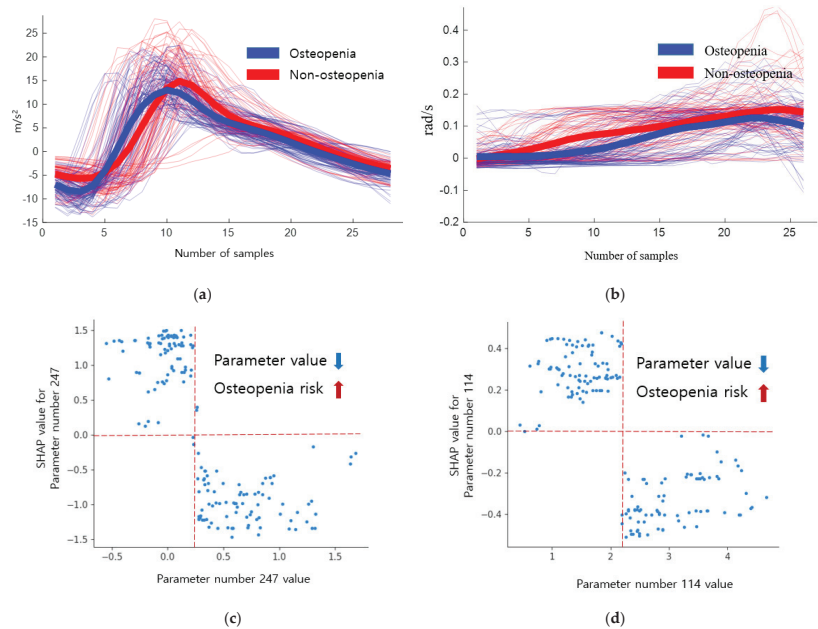 30
25
20
15
10
5
0
-5
-10
-15
0
5
10
15
20
25
m/s²
Osteopenia
Non-osteopenia
Number of samples
(a)
0.4
0.3
0.2
0.1
0
0.1
-0.2
0
5
10
15
20
25
rad/s
Osteopenia
Non-osteopenia
Number of samples
(b)
1.5
1.0
0.5
0.0
−0.5
−1.0
−1.5
−0.5
0.0
0.5
1.0
1.5
SHAP value for
Parameter number 247
Parameter value
Osteopenia risk
Parameter number 247 value
(c)
0.4
0.2
0.0
−0.2
−0.4
1
2
3
4
SHAP value for
Parameter number 114
Parameter value
Osteopenia risk
Parameter number 114 value
(d)